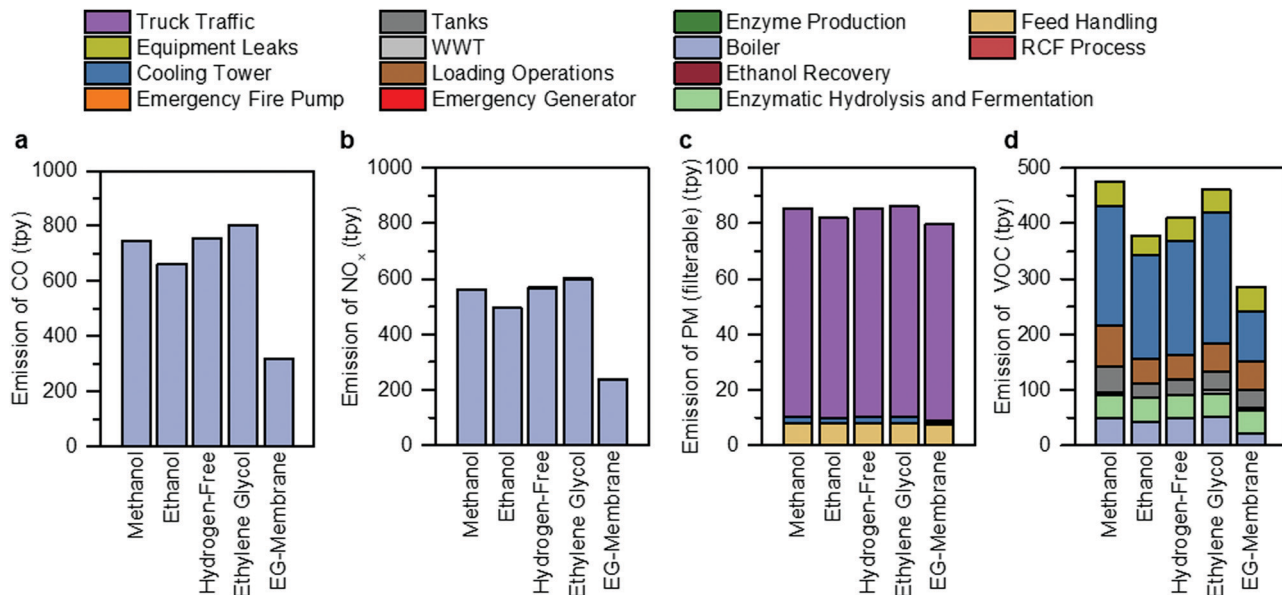 Truck Traffic Tanks Enzyme Production Feed Handling
Equipment Leaks WWT Boiler RCF Process
Cooling Tower Loading Operations Ethanol Recovery
Emergency Fire Pump Emergency Generator Enzymatic Hydrolysis and Fermentation
a
1000
800
600
400
200
0
Emission of CO (tpy)
Methanol
Ethanol
Hydrogen-Free
Ethylene Glycol
EG-Membrane
b
1000
800
600
400
200
0
Emission of NOx (tpy)
Methanol
Ethanol
Hydrogen-Free
Ethylene Glycol
EG-Membrane
c
100
80
60
40
20
0
Emission of PM (filterable) (tpy)
Methanol
Ethanol
Hydrogen-Free
Ethylene Glycol
EG-Membrane
d
500
400
300
200
100
0
Emission of VOC (tpy)
Methanol
Ethanol
Hydrogen-Free
Ethylene Glycol
EG-Membrane